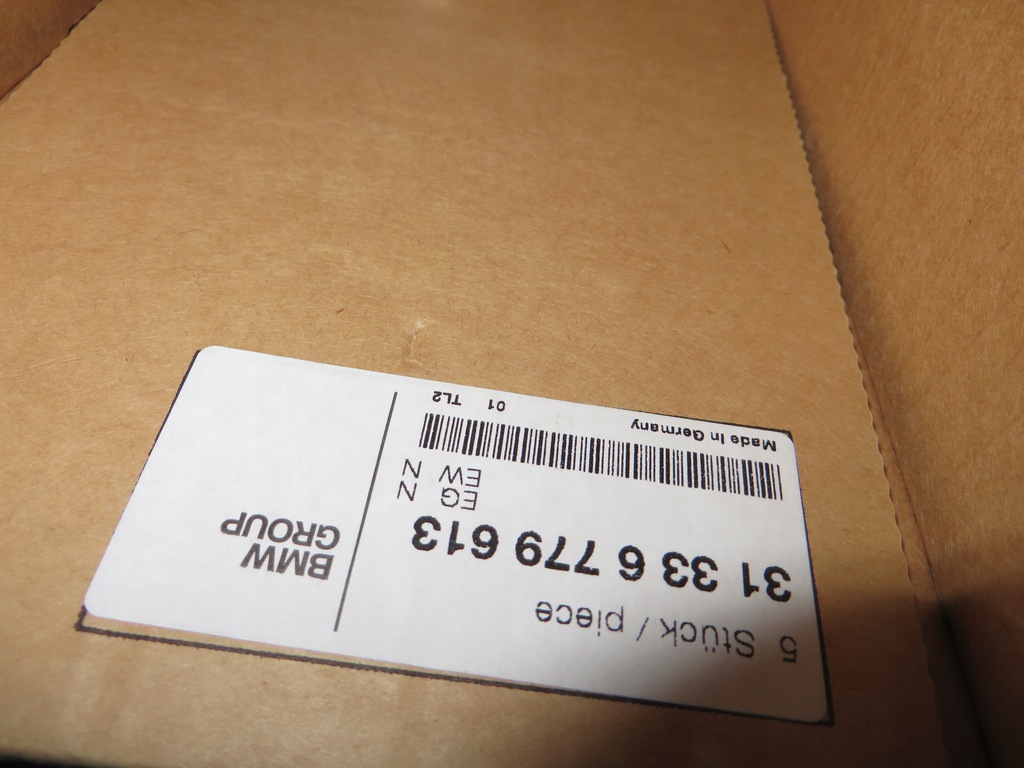 5 Stück / piece
31 33 6 779 613
EG N
EW N
Made In Germany 01 TL2
BMW
GROUP